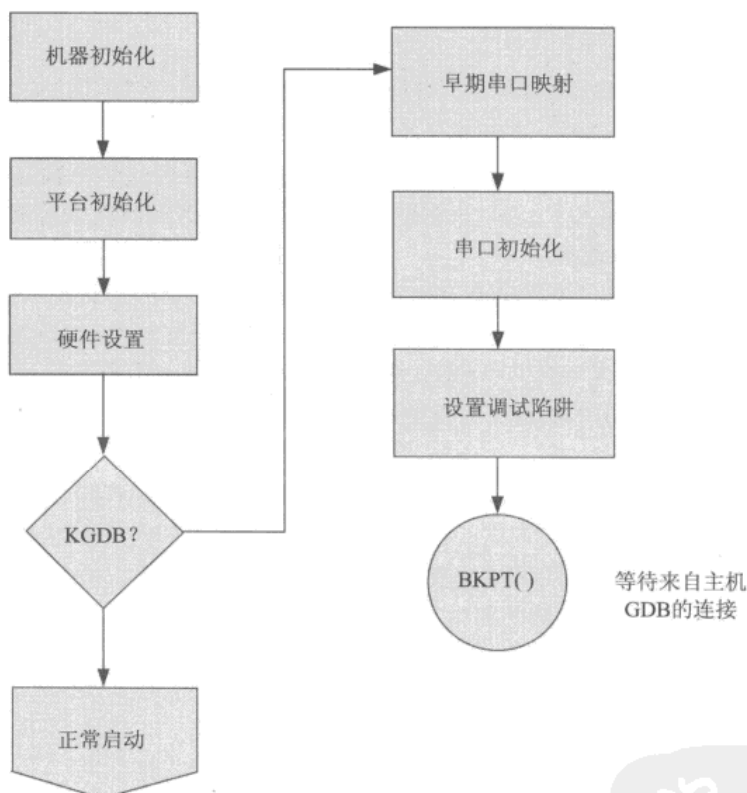 机器初始化
平台初始化
硬件设置
KGDB?
正常启动
早期串口映射
串口初始化
设置调试陷阱
BKPT( )
等待来自主机
GDB的连接